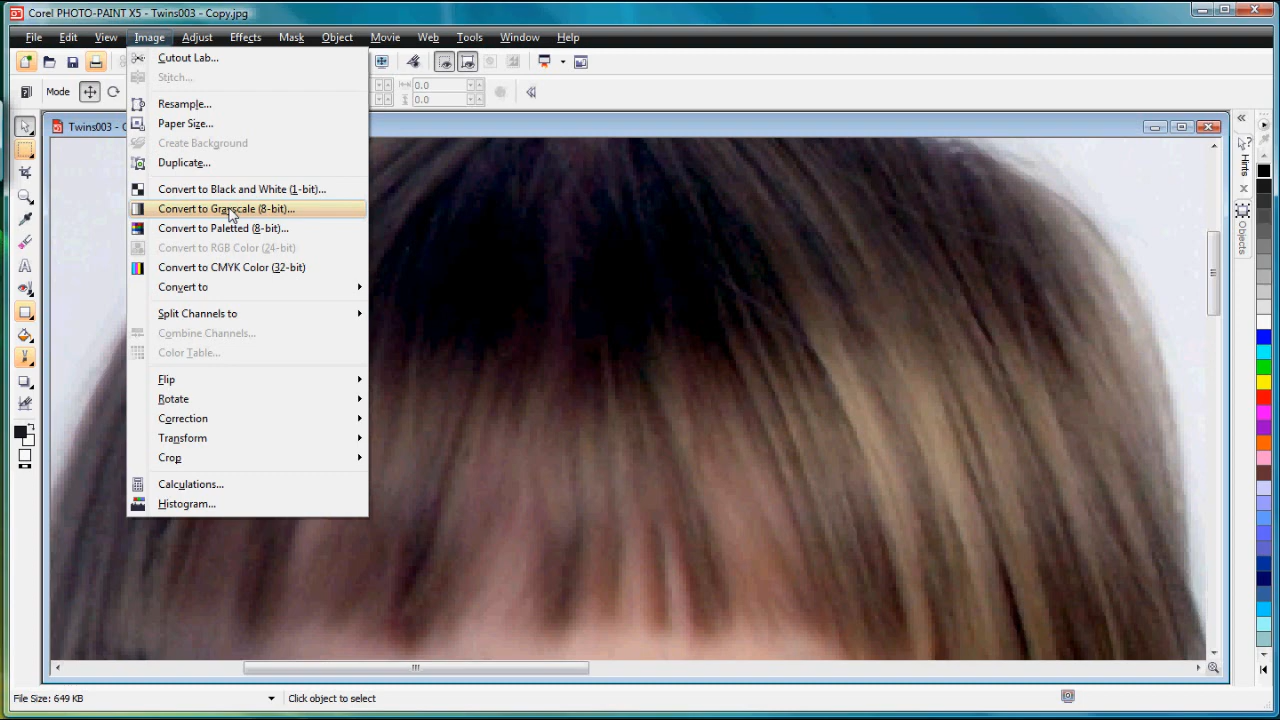 Corel PHOTO-PAINT X5 - Twins003 - Copy.jpg
File Edit View Image Adjust Effects Mask Object Movie Web Tools Window Help
Mode
0.0
0.0
Twins003 - C
Cutout Lab...
Stitch...
Resample...
Paper Size...
Create Background
Duplicate...
Convert to Black and White (1-bit)...
Convert to Grayscale (8-bit)...
Convert to Paletted (8-bit)...
Convert to RGB Color (24-bit)
Convert to CMYK Color (32-bit)
Convert to
Split Channels to
Combine Channels...
Color Table...
Flip
Rotate
Correction
Transform
Crop
Calculations...
Histogram...
Hints
Objects
File Size: 649 KB
Click object to select